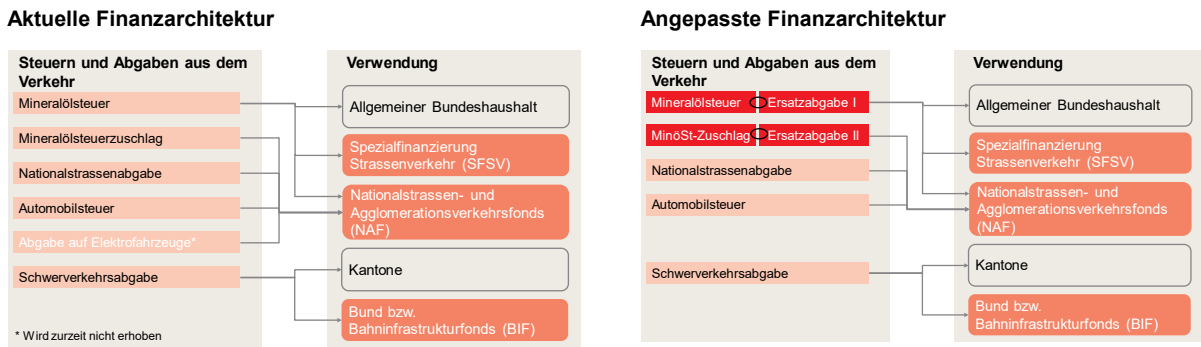 Aktuelle Finanzarchitektur
Steuern und Abgaben aus dem
Verkehr
Mineralölsteuer
Mineralölsteuerzuschlag
Nationalstrassenabgabe
Automobilsteuer
Abgabe auf Elektrofahrzeuge*
Schwerverkehrsabgabe
* Wird zurzeit nicht erhoben
Verwendung
Allgemeiner Bundeshaushalt
Spezialfinanzierung
Strassenverkehr (SFSV)
Nationalstrassen- und
Agglomerationsverkehrsfonds
(NAF)
Kantone
Bund bzw.
Bahninfrastrukturfonds (BIF)
Angepasste Finanzarchitektur
Steuern und Abgaben aus dem
Verkehr
Mineralölsteuer Ersatzabgabe I
MinöSt-Zuschlag Ersatzabgabe II
Nationalstrassenabgabe
Automobilsteuer
Schwerverkehrsabgabe
Verwendung
Allgemeiner Bundeshaushalt
Spezialfinanzierung
Strassenverkehr (SFSV)
Nationalstrassen- und
Agglomerationsverkehrsfonds
(NAF)
Kantone
Bund bzw.
Bahninfrastrukturfonds (BIF)